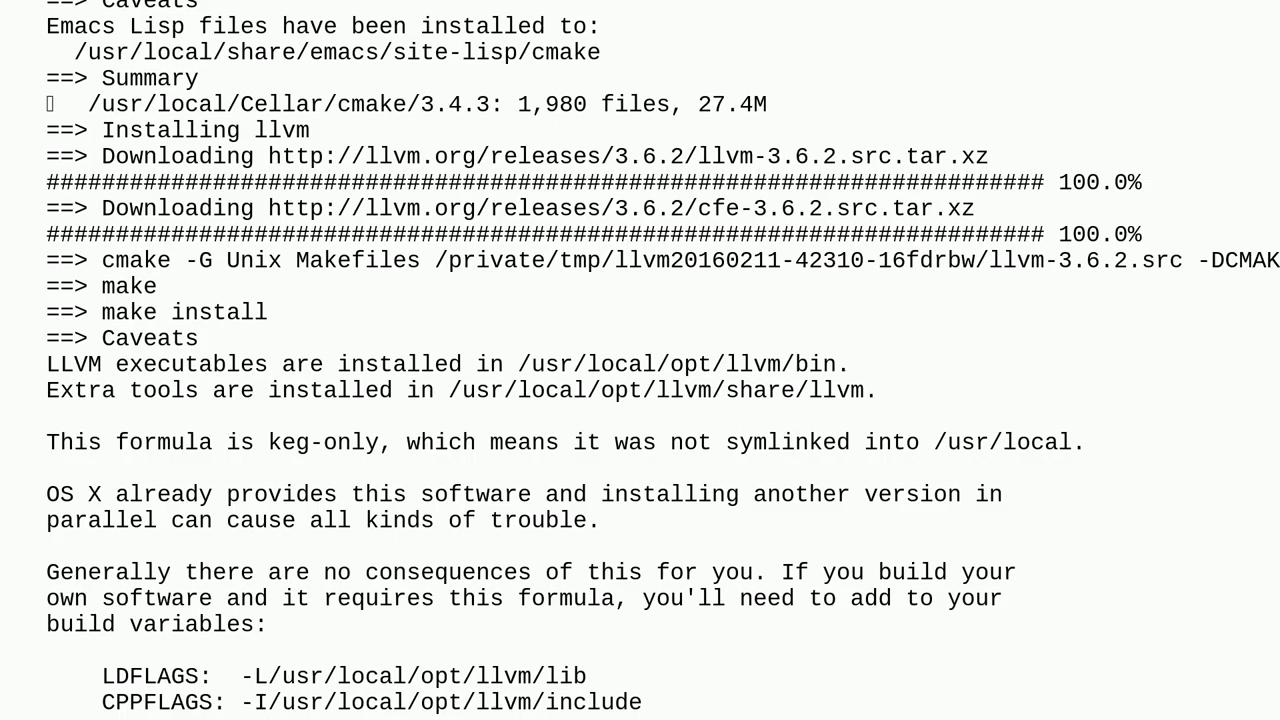 ==> Caveats
Emacs Lisp files have been installed to:
  /usr/local/share/emacs/site-lisp/cmake
==> Summary
▯  /usr/local/Cellar/cmake/3.4.3: 1,980 files, 27.4M
==> Installing llvm
==> Downloading http://llvm.org/releases/3.6.2/llvm-3.6.2.src.tar.xz
######################################################################## 100.0%
==> Downloading http://llvm.org/releases/3.6.2/cfe-3.6.2.src.tar.xz
######################################################################## 100.0%
==> cmake -G Unix Makefiles /private/tmp/llvm20160211-42310-16fdrbw/llvm-3.6.2.src -DCMAK
==> make
==> make install
==> Caveats
LLVM executables are installed in /usr/local/opt/llvm/bin.
Extra tools are installed in /usr/local/opt/llvm/share/llvm.

This formula is keg-only, which means it was not symlinked into /usr/local.

OS X already provides this software and installing another version in
parallel can cause all kinds of trouble.

Generally there are no consequences of this for you. If you build your
own software and it requires this formula, you'll need to add to your
build variables:

    LDFLAGS:  -L/usr/local/opt/llvm/lib
    CPPFLAGS: -I/usr/local/opt/llvm/include